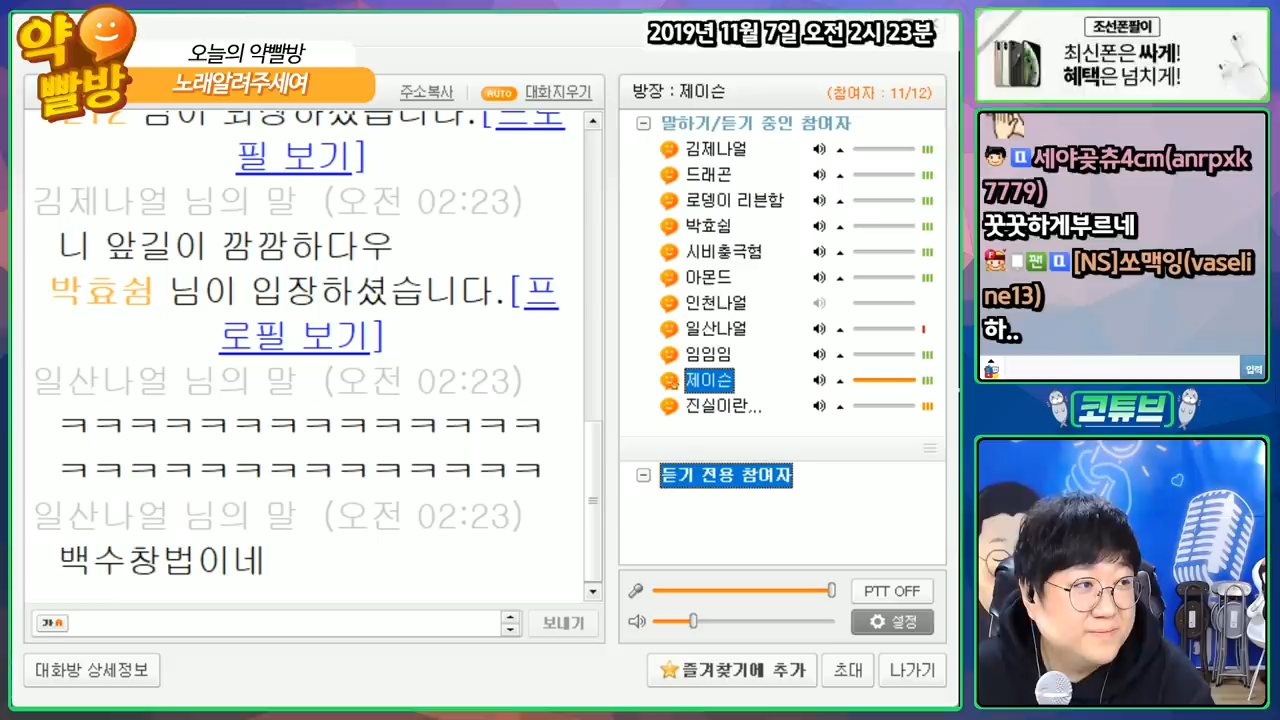 약빵방
오늘의 약빵방
노래알려주세여
2019년 11월 7일 오전 2시 23분
주소복사
AUTO 대화지우기
님이 퇴장하셨습니다.[프로
필 보기]
김제나얼 님의 말 (오전 02:23)
니 앞길이 깜깜하다우
박효쉼 님이 입장하셨습니다.[프
로필 보기]
일산나얼 님의 말 (오전 02:23)
ㅋㅋㅋㅋㅋㅋㅋㅋㅋㅋㅋㅋㅋㅋ
ㅋㅋㅋㅋㅋㅋㅋㅋㅋㅋㅋㅋㅋㅋ
일산나얼 님의 말 (오전 02:23)
백수창법이네
가A
보내기
대화방 상세정보
방장 : 제이슨 (참여자 : 11/12)
말하기/듣기 중인 참여자
김제나얼
드래곤
로뎅이 리븐함
박효쉼
시비충극혐
아몬드
인천나얼
일산나얼
임임임
제이슨
진실이란,,,
듣기 전용 참여자
PTT OFF
설정
즐겨찾기에 추가
초대
나가기
조선폰팔이
최신폰은 싸게!
혜택은 넘치게!
세야곶츄4cm(anrpxk
7779)
끗끗하게부르네
팬 [NS]쏘맥잉(vaseli
ne13)
하..
입력
코튜브